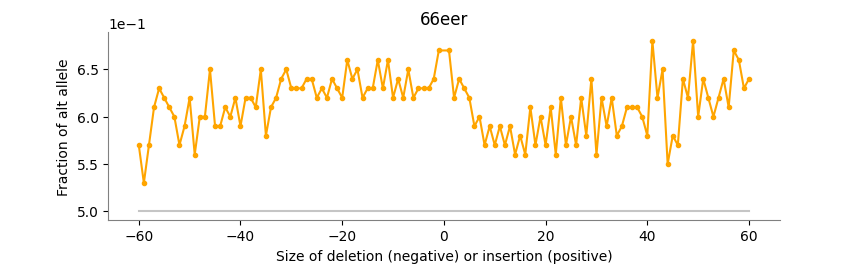 66eer
1e−1
6.5
6.0
5.5
5.0
Fraction of alt allele
−60 −40 −20 0 20 40 60
Size of deletion (negative) or insertion (positive)